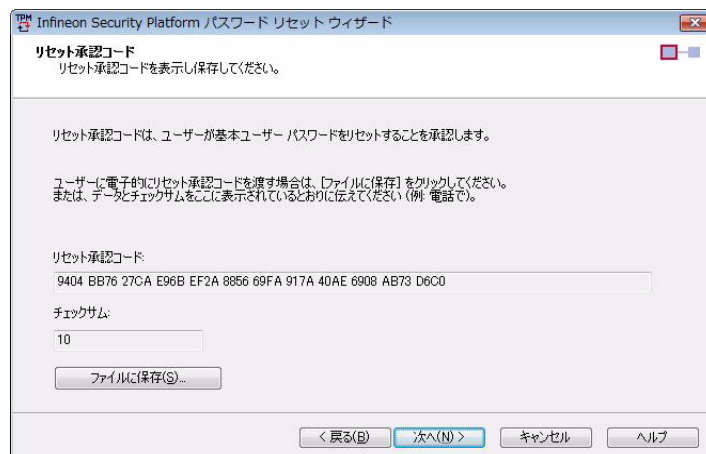 TPM
Infineon Security Platform パスワード リセット ウィザード
リセット承認コード
リセット承認コードを表示し保存してください。
リセット承認コードは、ユーザーが基本ユーザー パスワードをリセットすることを承認します。
ユーザーに電子的にリセット承認コードを渡す場合は、[ファイルに保存] をクリックしてください。
または、データとチェックサムをここに表示されているとおりに伝えてください (例: 電話で)。
リセット承認コード:
9404 BB76 27CA E96B EF2A 8856 69FA 917A 40AE 6908 AB73 D6C0
チェックサム:
10
ファイルに保存(S)...
< 戻る(B) 次へ(N) > キャンセル ヘルプ